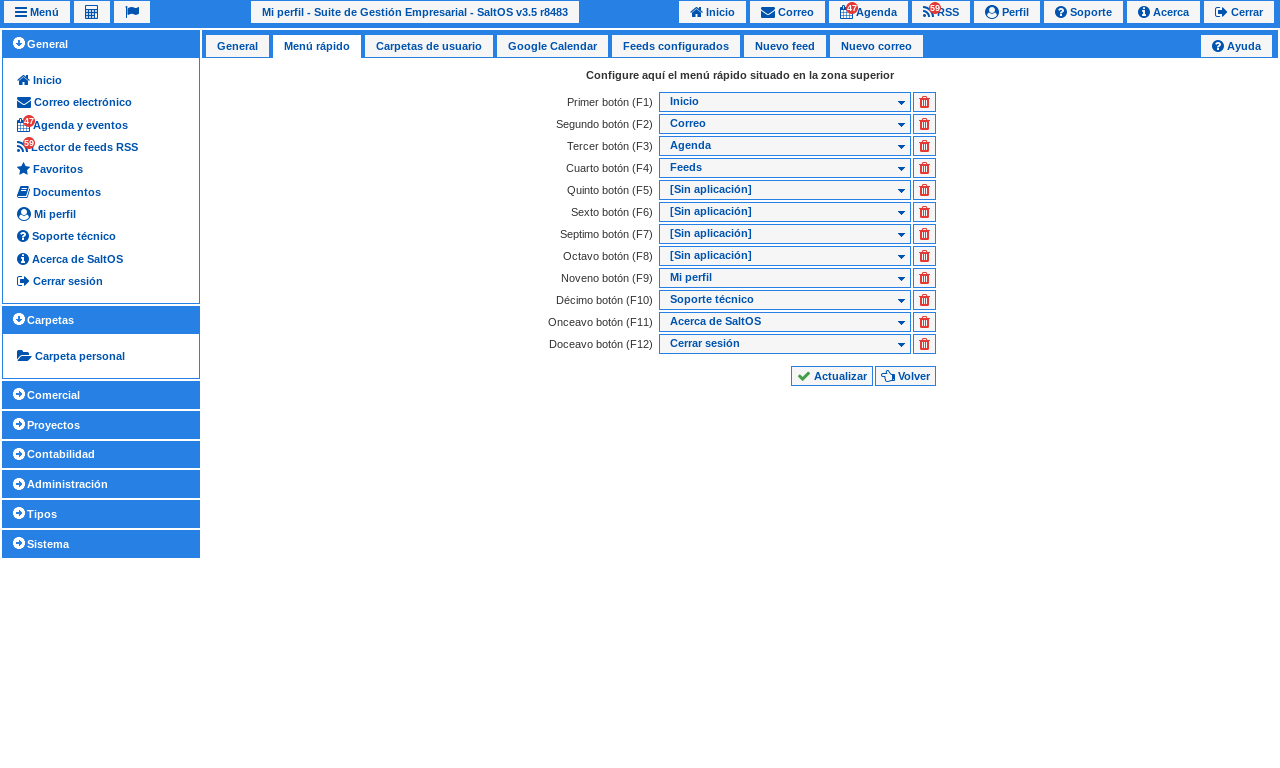 Menú
Mi perfil - Suite de Gestión Empresarial - SaltOS v3.5 r8483
Inicio
Correo
47 Agenda
59 RSS
Perfil
Soporte
Acerca
Cerrar
General
Inicio
Correo electrónico
47 Agenda y eventos
59 Lector de feeds RSS
Favoritos
Documentos
Mi perfil
Soporte técnico
Acerca de SaltOS
Cerrar sesión
Carpetas
Carpeta personal
Comercial
Proyectos
Contabilidad
Administración
Tipos
Sistema
General
Menú rápido
Carpetas de usuario
Google Calendar
Feeds configurados
Nuevo feed
Nuevo correo
Ayuda
Configure aquí el menú rápido situado en la zona superior
Primer botón (F1) Inicio
Segundo botón (F2) Correo
Tercer botón (F3) Agenda
Cuarto botón (F4) Feeds
Quinto botón (F5) [Sin aplicación]
Sexto botón (F6) [Sin aplicación]
Septimo botón (F7) [Sin aplicación]
Octavo botón (F8) [Sin aplicación]
Noveno botón (F9) Mi perfil
Décimo botón (F10) Soporte técnico
Onceavo botón (F11) Acerca de SaltOS
Doceavo botón (F12) Cerrar sesión
Actualizar
Volver